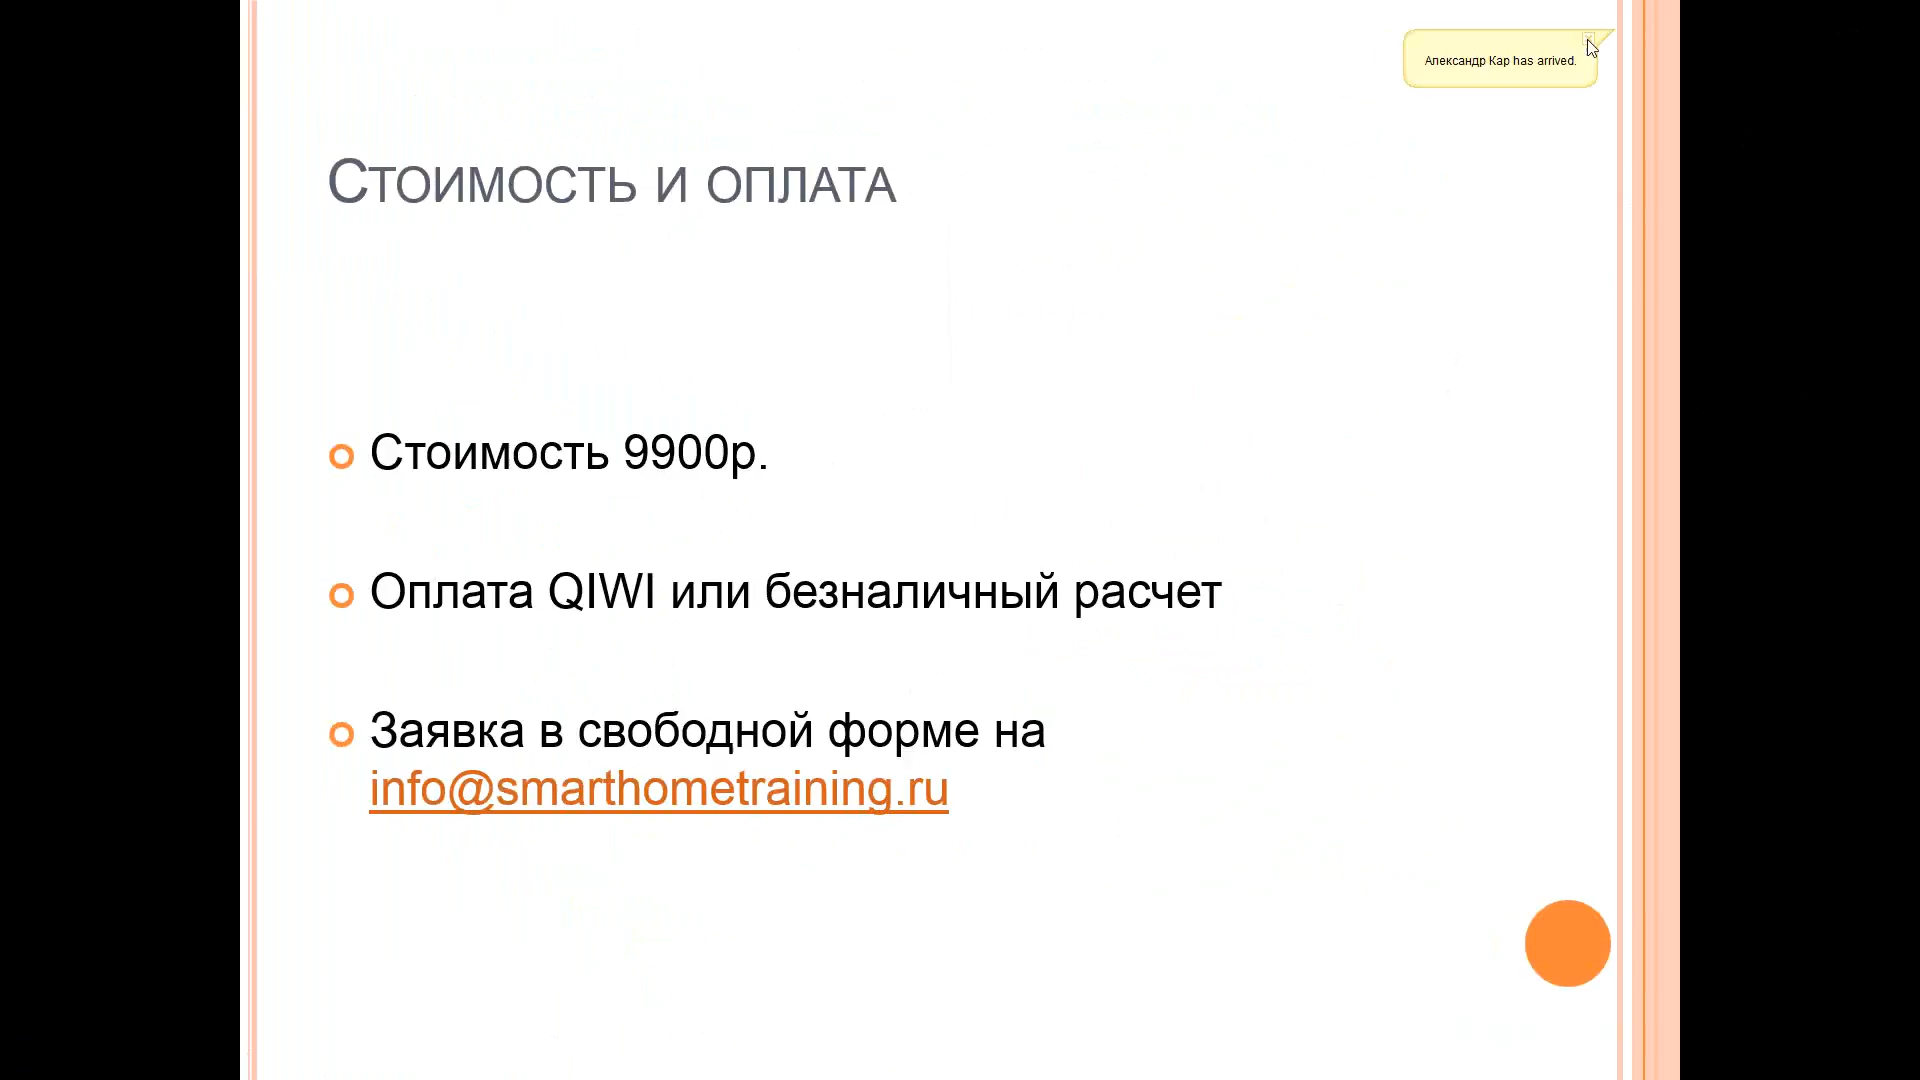 Александр Кар has arrived.
Стоимость и оплата
Стоимость 9900р.
Оплата QIWI или безналичный расчет
Заявка в свободной форме на
info@smarthometraining.ru